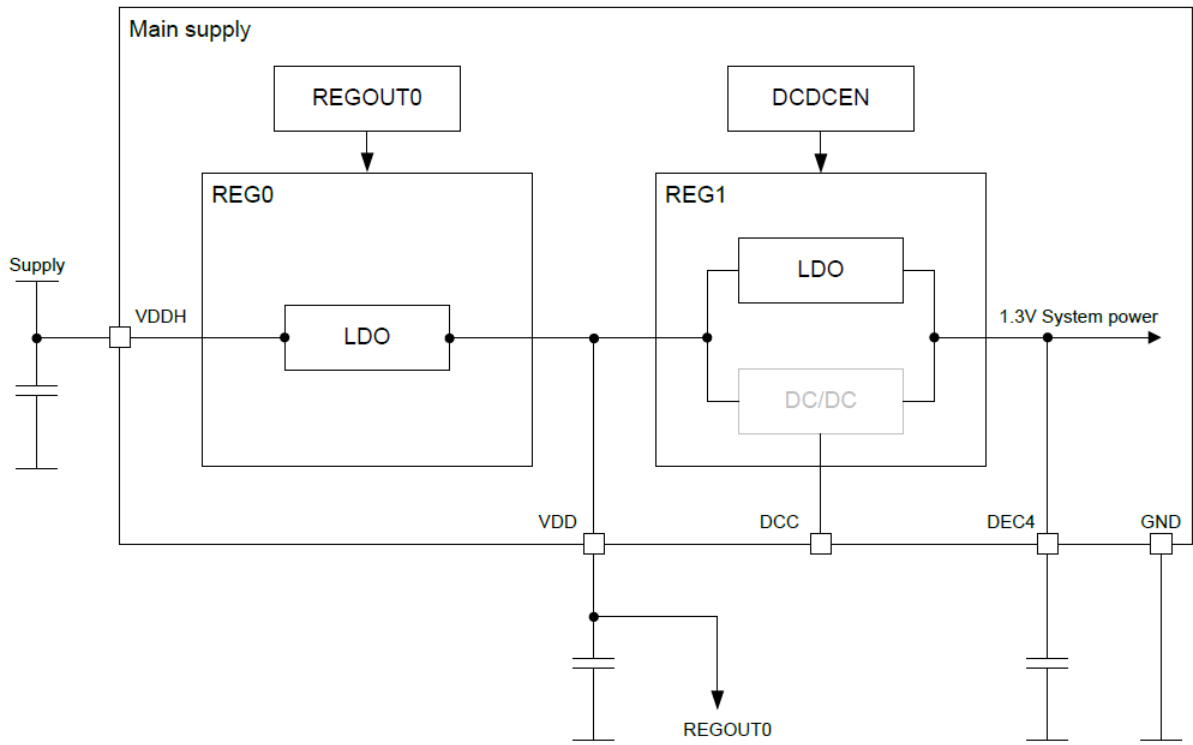 Main supply
REGOUT0
DCDCEN
REG0
REG1
Supply
LDO
VDDH
LDO
1.3V System power
DC/DC
VDD
DCC
DEC4
GND
REGOUT0